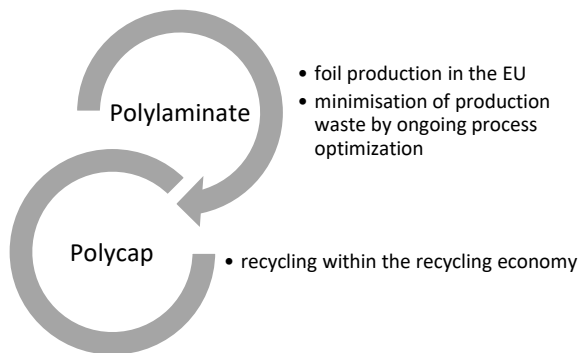 Polylaminate
• foil production in the EU
• minimisation of production
waste by ongoing process
optimization
Polycap
• recycling within the recycling economy